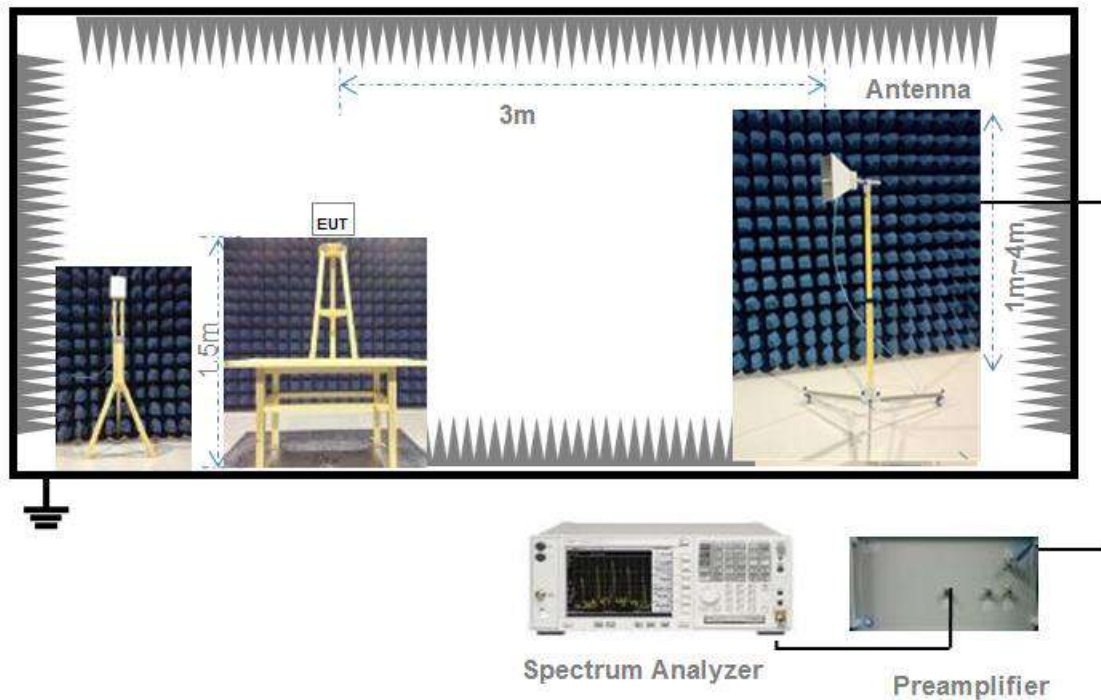 Antenna
3m
EUT
1.5m
1m~4m
Spectrum Analyzer
Preamplifier